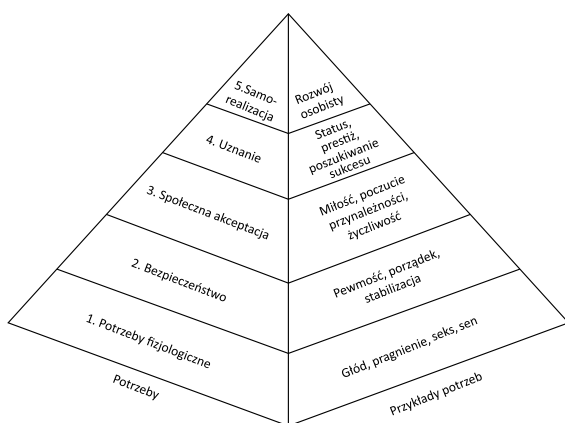 5.Samo-
realizacja
Rozwój
osobisty
4. Uznanie
Status,
prestiż,
poszukiwanie
sukcesu
3. Społeczna akceptacja
Miłość, poczucie
przynależności,
życzliwość
2. Bezpieczeństwo
Pewmość, porządek,
stabilizacja
1. Potrzeby fizjologiczne
Głód, pragnienie, seks, sen
Potrzeby
Przykłady potrzeb